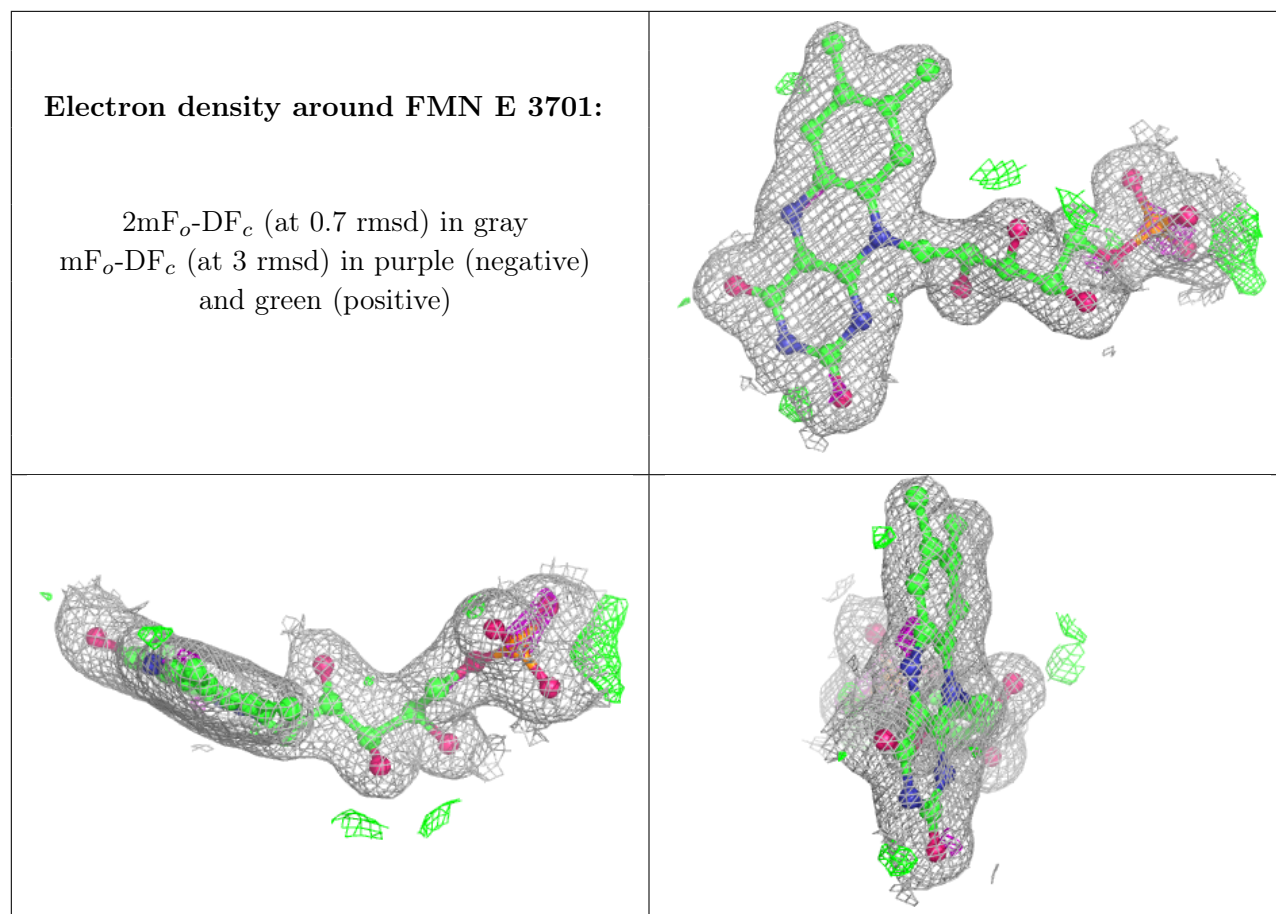 Electron density around FMN E 3701:
2mFo-DFc (at 0.7 rmsd) in gray
mFo-DFc (at 3 rmsd) in purple (negative)
and green (positive)